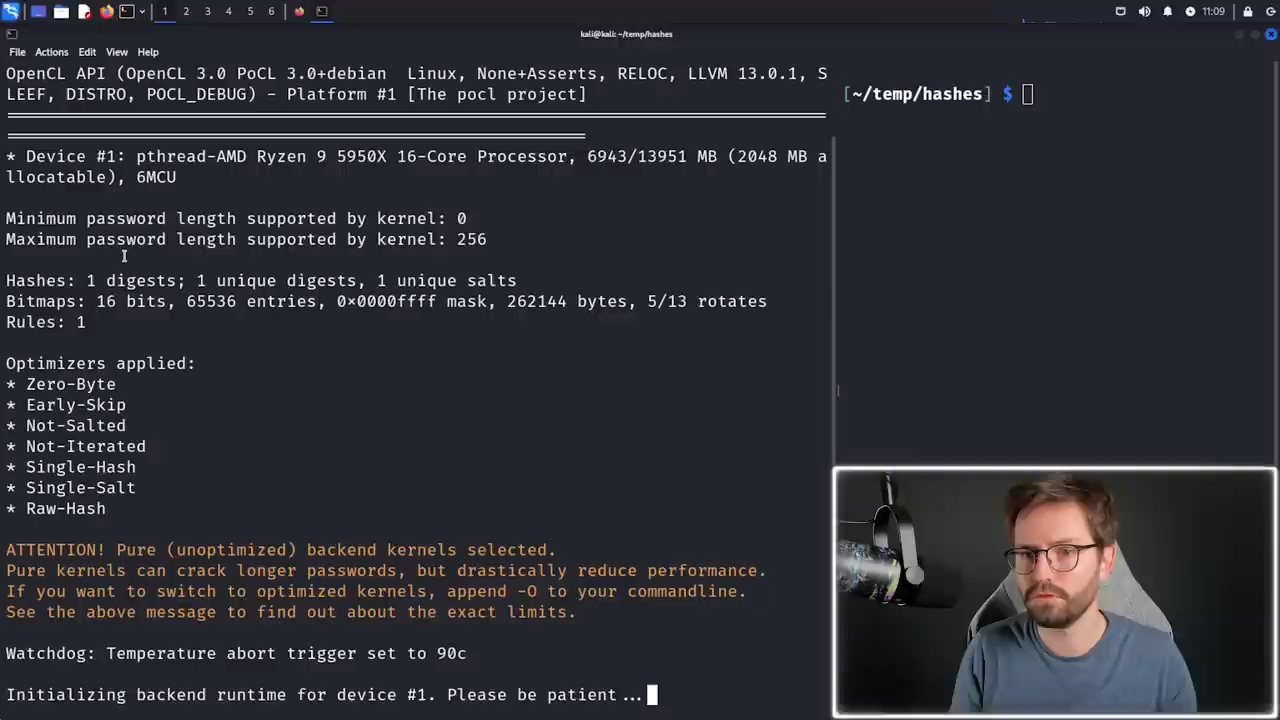 1 2 3 4 5 6 11:09
kali@kali: ~/temp/hashes
File Actions Edit View Help
OpenCL API (OpenCL 3.0 PoCL 3.0+debian  Linux, None+Asserts, RELOC, LLVM 13.0.1, S
LEEF, DISTRO, POCL_DEBUG) - Platform #1 [The pocl project]
[~/temp/hashes] $
* Device #1: pthread-AMD Ryzen 9 5950X 16-Core Processor, 6943/13951 MB (2048 MB a
llocatable), 6MCU
Minimum password length supported by kernel: 0
Maximum password length supported by kernel: 256
Hashes: 1 digests; 1 unique digests, 1 unique salts
Bitmaps: 16 bits, 65536 entries, 0×0000ffff mask, 262144 bytes, 5/13 rotates
Rules: 1
Optimizers applied:
* Zero-Byte
* Early-Skip
* Not-Salted
* Not-Iterated
* Single-Hash
* Single-Salt
* Raw-Hash
ATTENTION! Pure (unoptimized) backend kernels selected.
Pure kernels can crack longer passwords, but drastically reduce performance.
If you want to switch to optimized kernels, append -O to your commandline.
See the above message to find out about the exact limits.
Watchdog: Temperature abort trigger set to 90c
Initializing backend runtime for device #1. Please be patient...